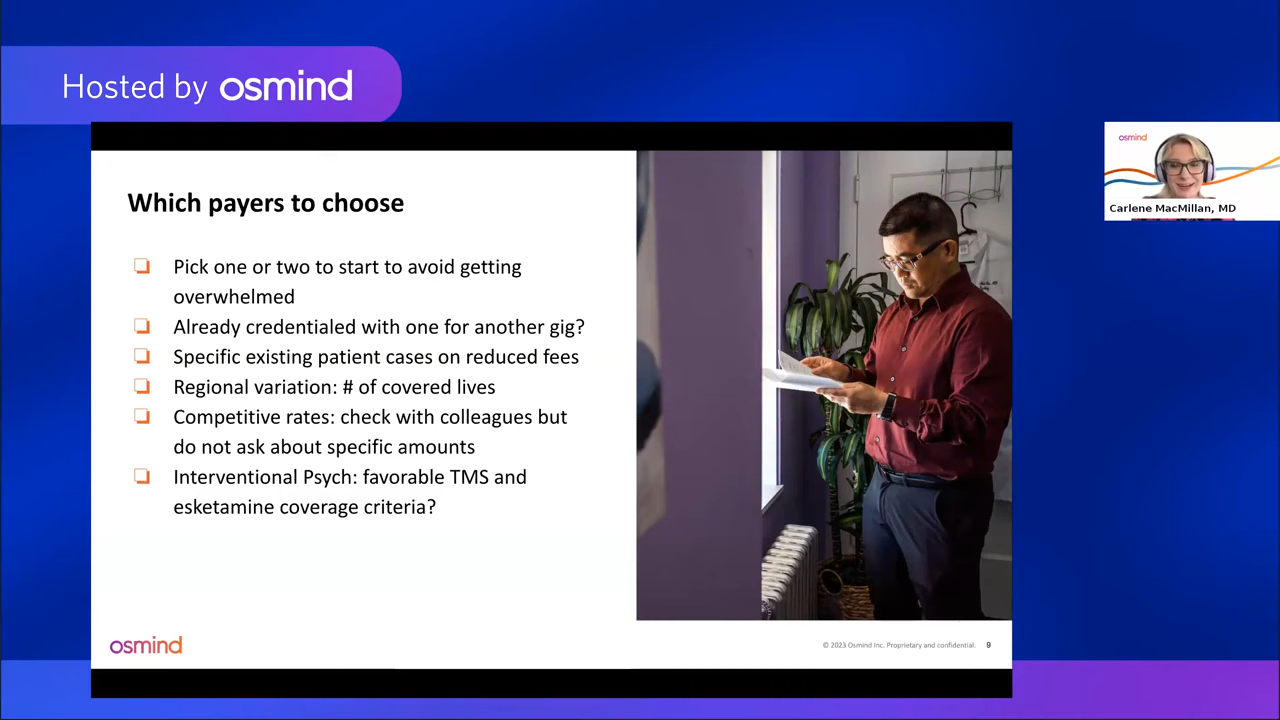 Hosted by osmind
osmind
Carlene MacMillan, MD
Which payers to choose
Pick one or two to start to avoid getting
overwhelmed
Already credentialed with one for another gig?
Specific existing patient cases on reduced fees
Regional variation: # of covered lives
Competitive rates: check with colleagues but
do not ask about specific amounts
Interventional Psych: favorable TMS and
esketamine coverage criteria?
osmind
© 2023 Osmind Inc. Proprietary and confidential.
9